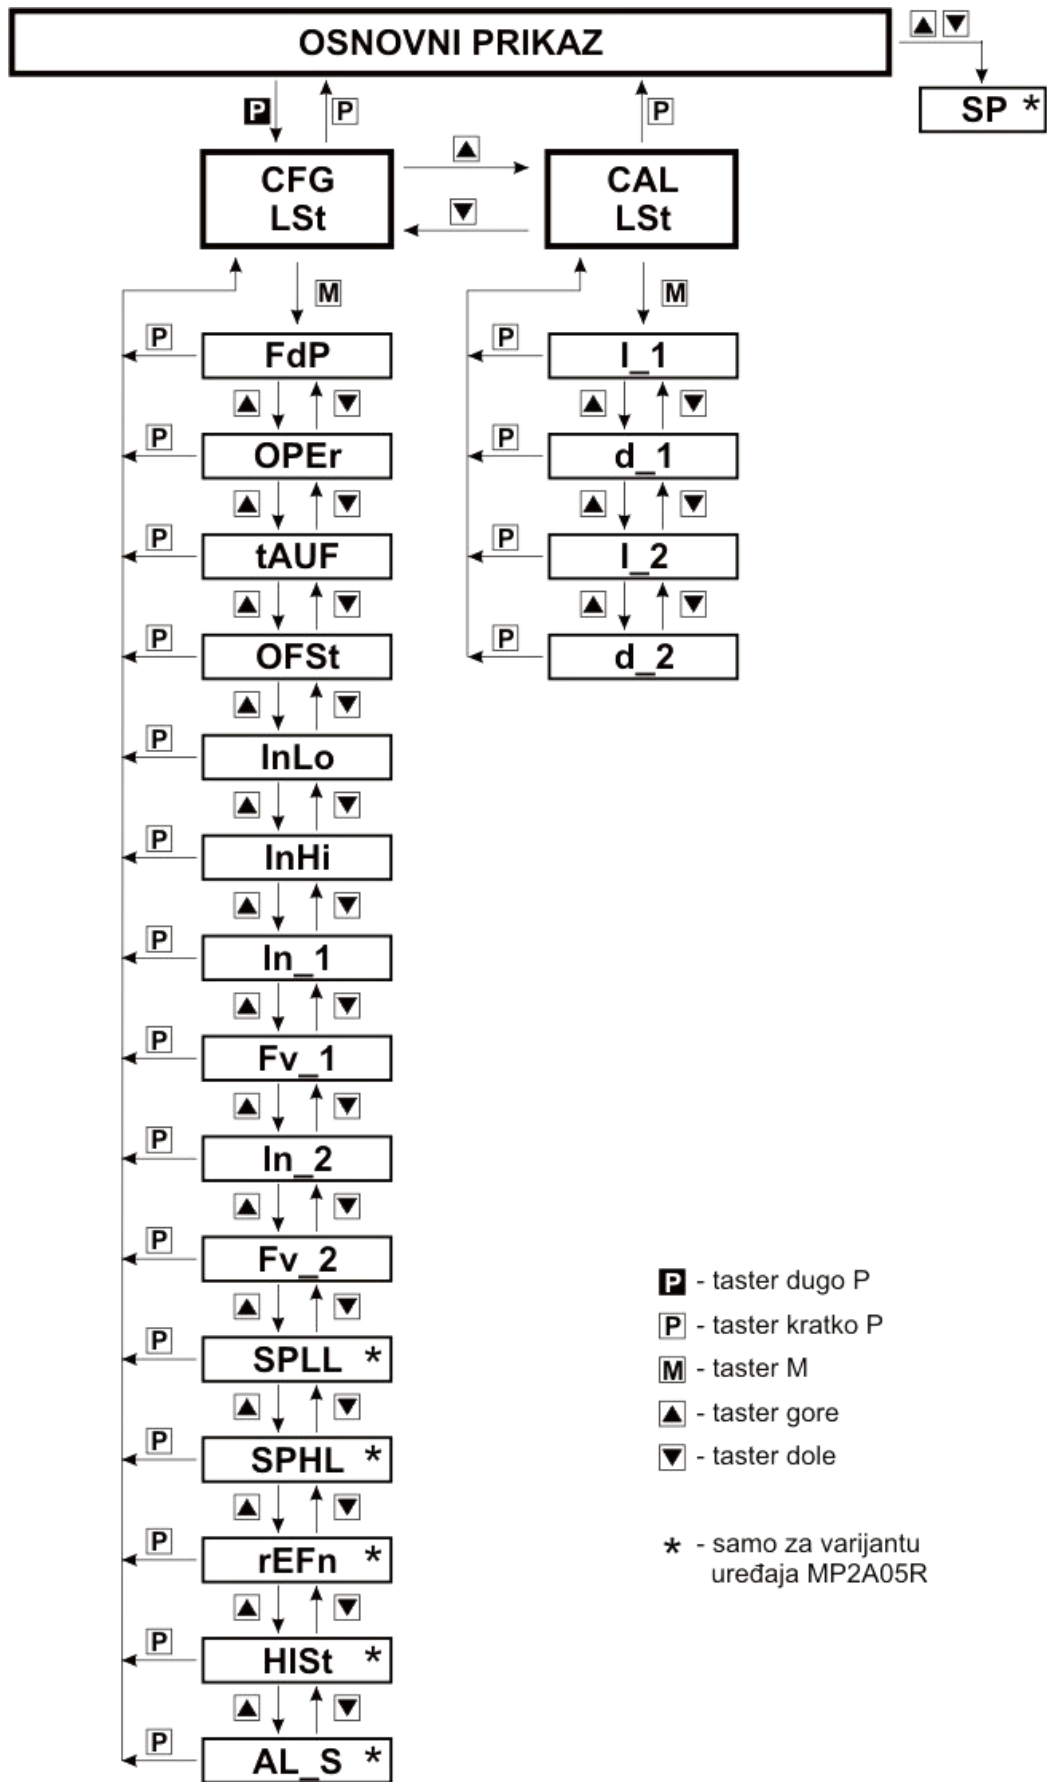 OSNOVNI PRIKAZ
SP *
P P P
CFG
LSt
CAL
LSt
M M
P FdP P I_1
P OPEr P d_1
P tAUF P I_2
P OFSt P d_2
P InLo
P InHi
P In_1
P Fv_1
P In_2
P Fv_2
P SPLL *
P SPHL *
P rEFn *
P HISt *
P AL_S *
P - taster dugo P
P - taster kratko P
M - taster M
▲ - taster gore
▼ - taster dole
* - samo za varijantu
uređaja MP2A05R